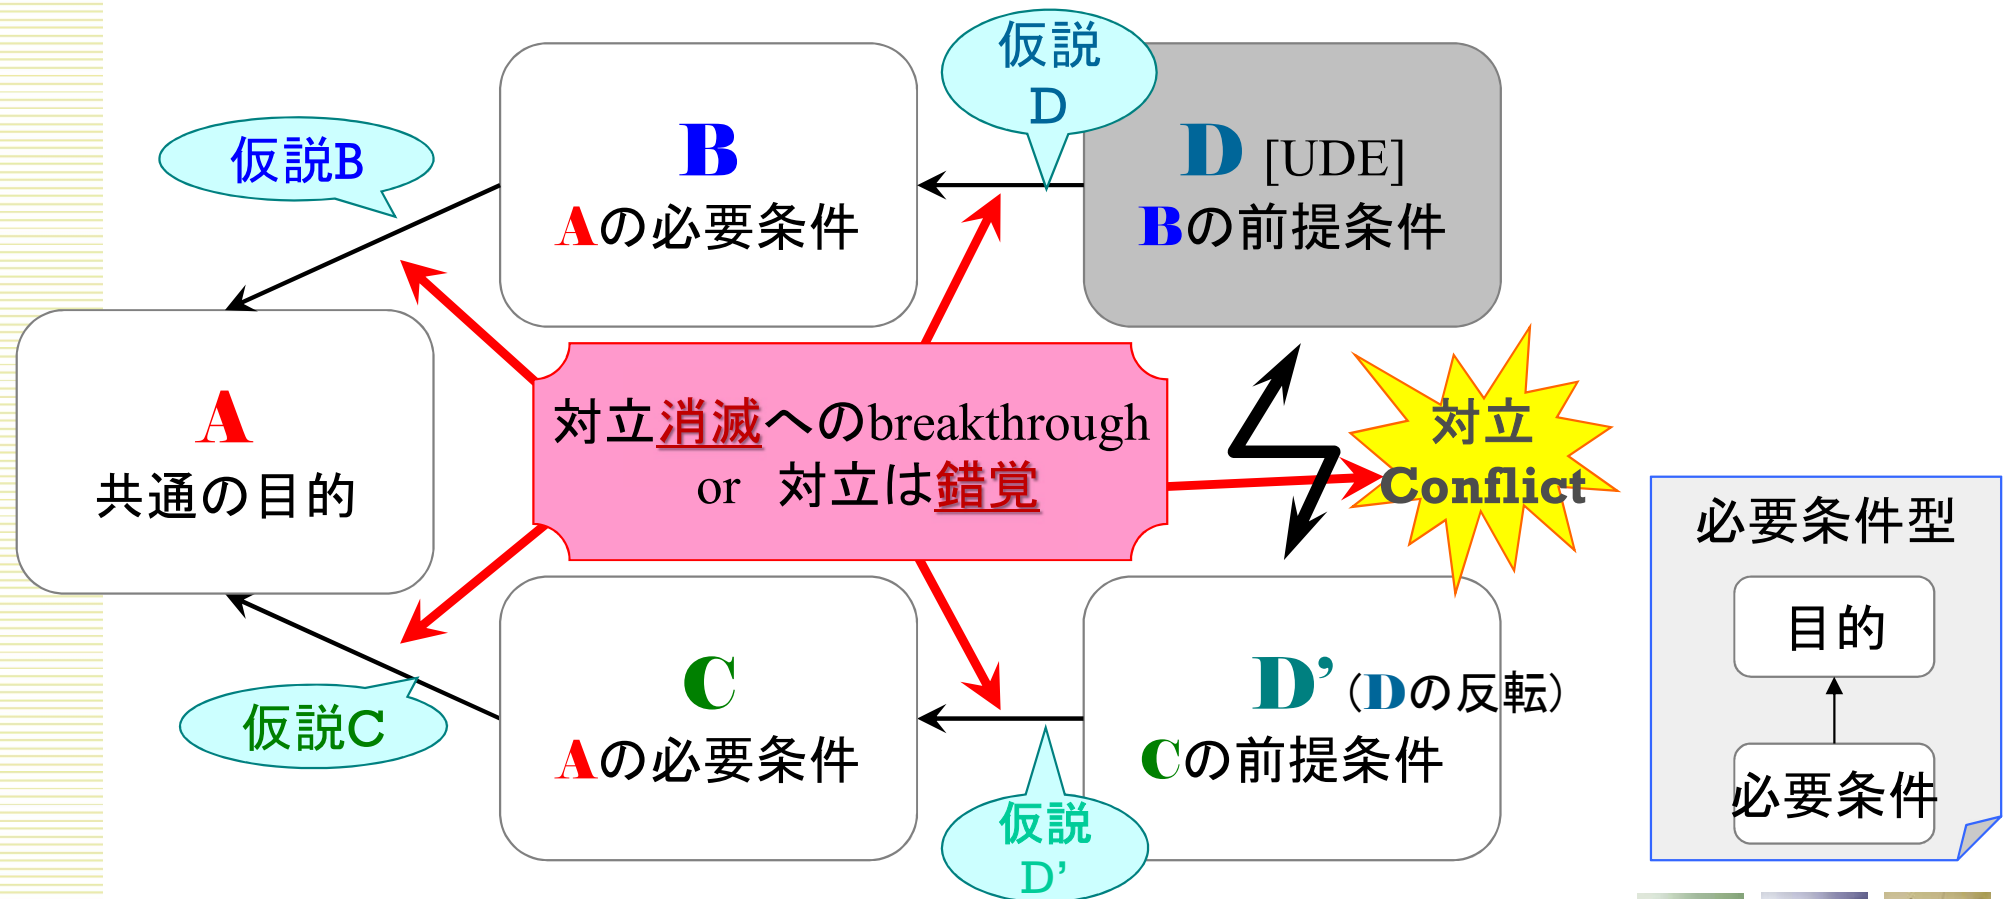 仮説
D
仮説B
B
Aの必要条件
D [UDE]
Bの前提条件
A
共通の目的
対立消滅へのbreakthrough
or 対立は錯覚
対立
Conflict
仮説C
C
Aの必要条件
D’（Dの反転）
Cの前提条件
仮説
D’
必要条件型
目的
必要条件